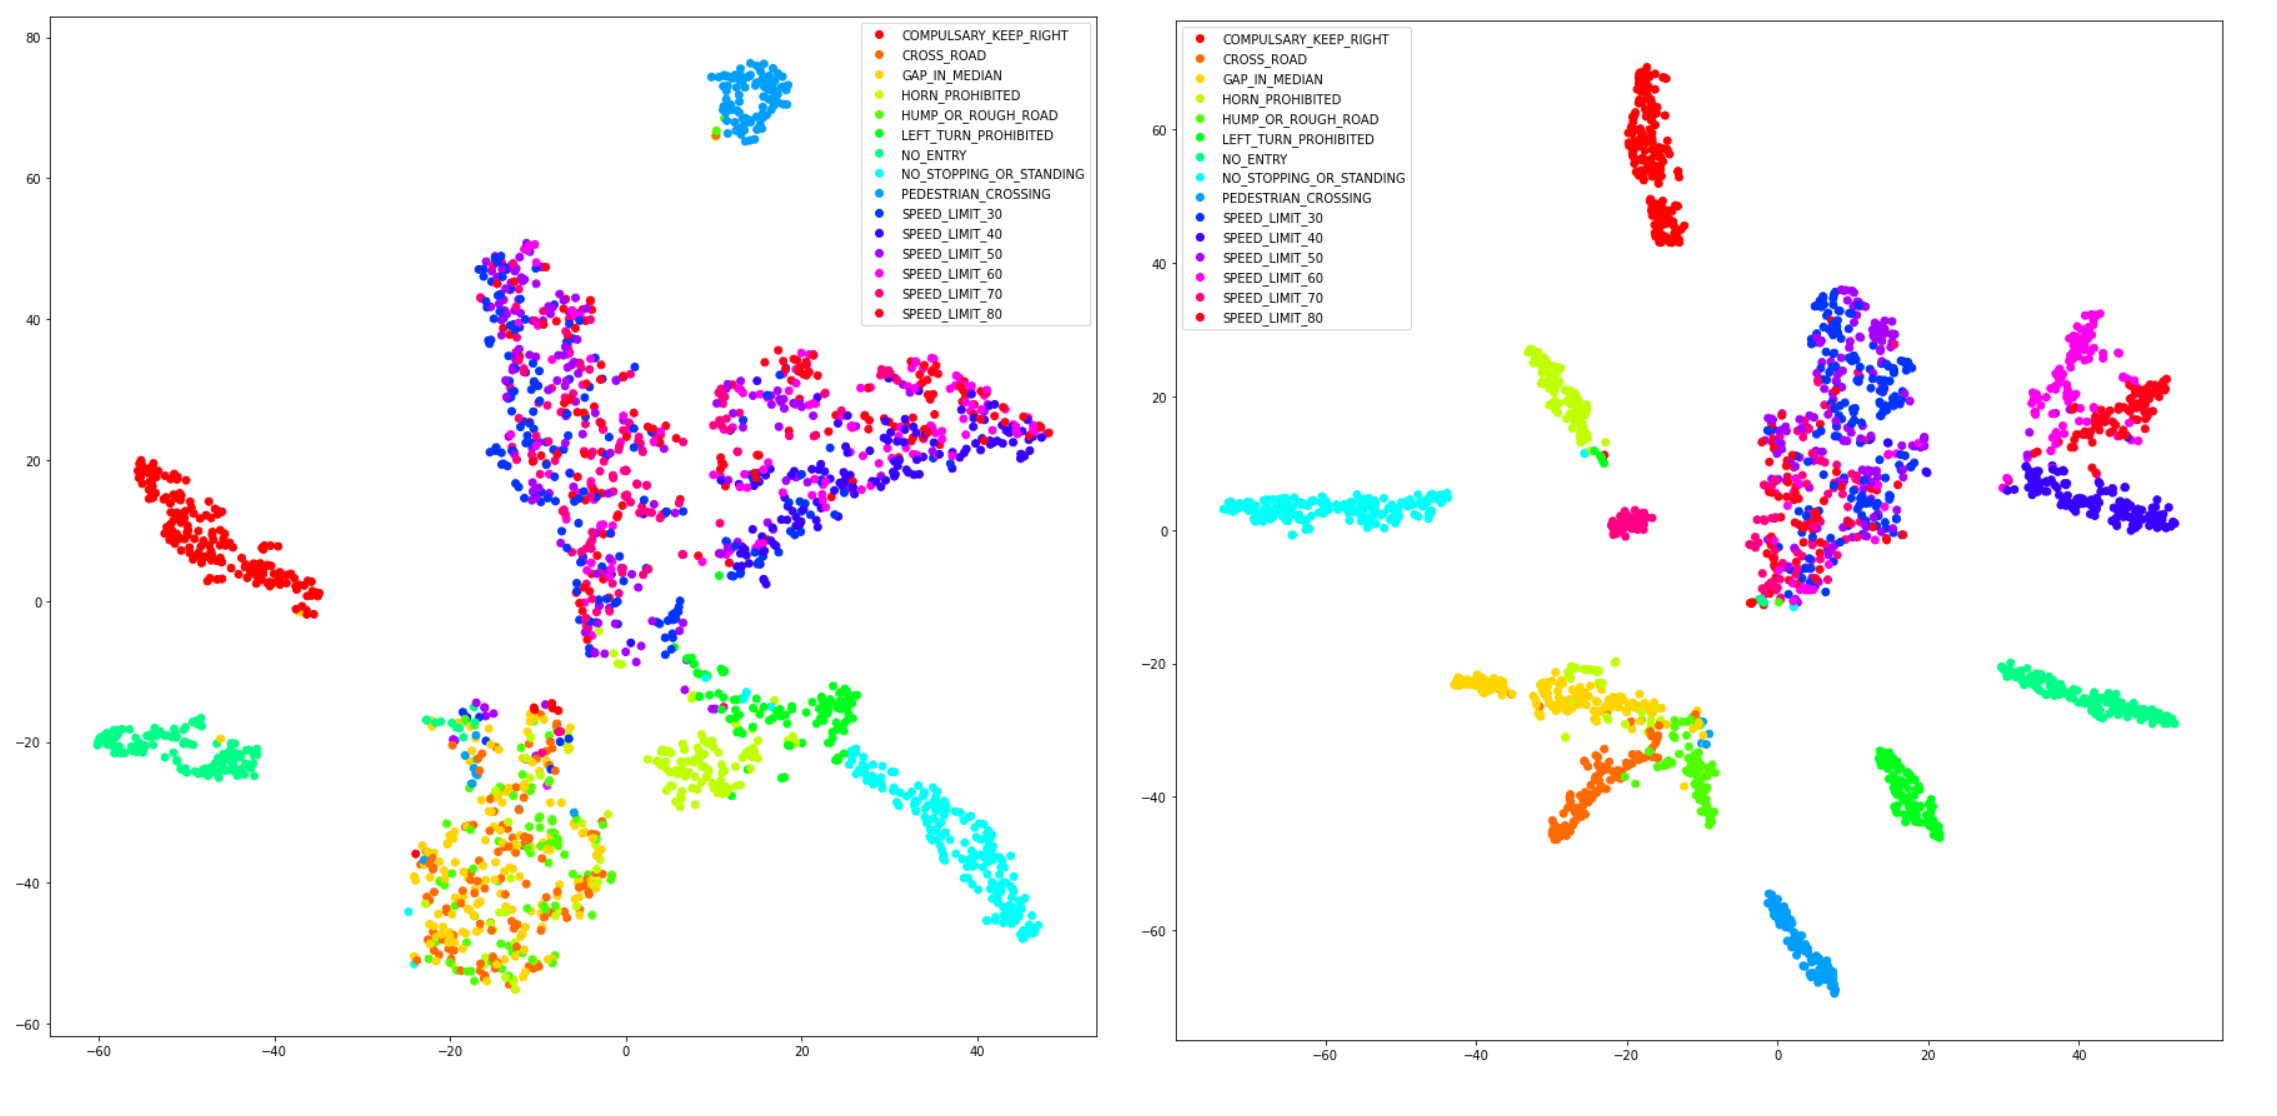 80
60
40
20
0
−20
−40
−60
−60
−40
−20
0
20
40
COMPULSARY_KEEP_RIGHT
CROSS_ROAD
GAP_IN_MEDIAN
HORN_PROHIBITED
HUMP_OR_ROUGH_ROAD
LEFT_TURN_PROHIBITED
NO_ENTRY
NO_STOPPING_OR_STANDING
PEDESTRIAN_CROSSING
SPEED_LIMIT_30
SPEED_LIMIT_40
SPEED_LIMIT_50
SPEED_LIMIT_60
SPEED_LIMIT_70
SPEED_LIMIT_80
COMPULSARY_KEEP_RIGHT
CROSS_ROAD
GAP_IN_MEDIAN
HORN_PROHIBITED
HUMP_OR_ROUGH_ROAD
LEFT_TURN_PROHIBITED
NO_ENTRY
NO_STOPPING_OR_STANDING
PEDESTRIAN_CROSSING
SPEED_LIMIT_30
SPEED_LIMIT_40
SPEED_LIMIT_50
SPEED_LIMIT_60
SPEED_LIMIT_70
SPEED_LIMIT_80
60
40
20
0
−20
−40
−60
−60
−40
−20
0
20
40